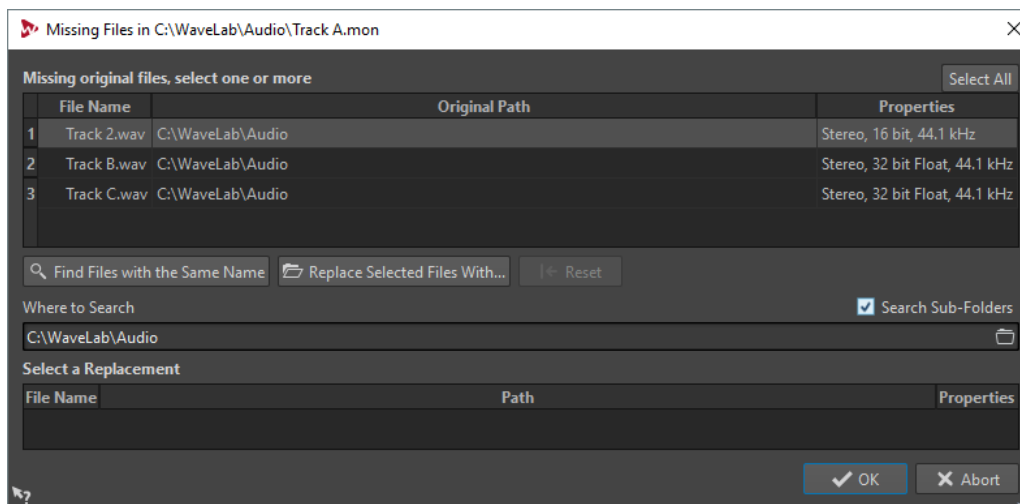 Missing Files in C:\WaveLab\Audio\Track A.mon
Missing original files, select one or more Select All
File Name Original Path Properties
1 Track 2.wav C:\WaveLab\Audio Stereo, 16 bit, 44.1 kHz
2 Track B.wav C:\WaveLab\Audio Stereo, 32 bit Float, 44.1 kHz
3 Track C.wav C:\WaveLab\Audio Stereo, 32 bit Float, 44.1 kHz
Find Files with the Same Name Replace Selected Files With... Reset
Where to Search Search Sub-Folders
C:\WaveLab\Audio
Select a Replacement
File Name Path Properties
OK Abort